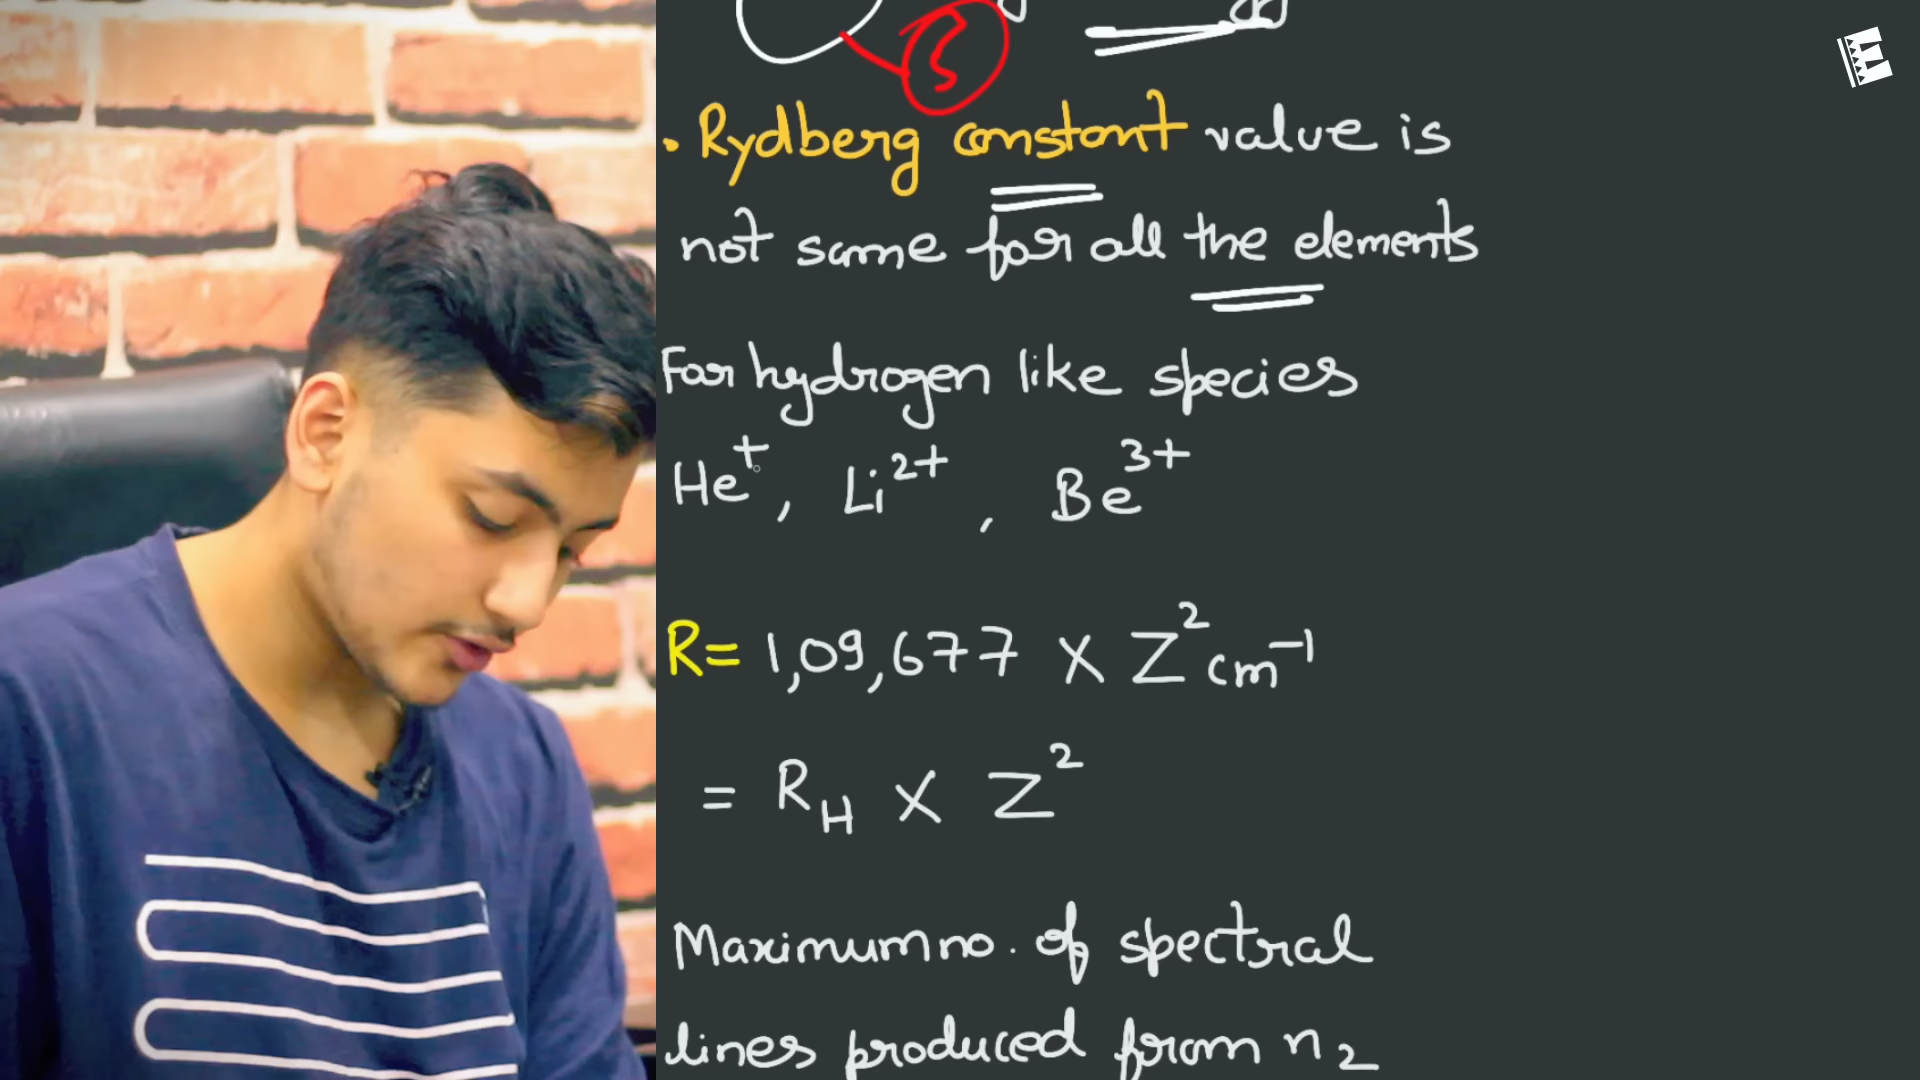 • Rydberg constant value is
not same for all the elements
For hydrogen like species
He⁺, Li²⁺, Be³⁺
R= 1,09,677 X Z² cm⁻¹
= R_H X Z²
Maximum no. of spectral
lines produced from n₂